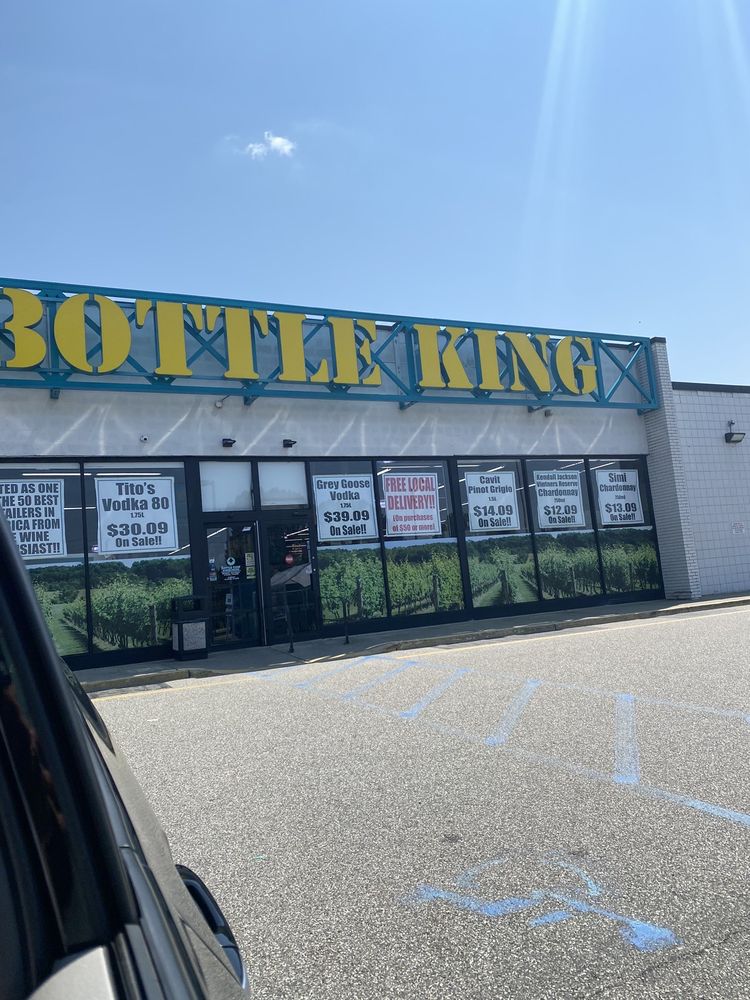 BOTTLE KING
TED AS ONE
THE 50 BEST
AILERS IN
ICA FROM
E WINE
SIAST!!
Tito's
Vodka 80
1.75L
$30.09
On Sale!!
Grey Goose
Vodka
1.75L
$39.09
On Sale!!
FREE LOCAL
DELIVERY!!
(On purchases
of $50 or more)
Cavit
Pinot Grigio
1.5L
$14.09
On Sale!!
Kendall Jackson
Vintners Reserve
Chardonnay
750ml
$12.09
On Sale!!
Simi
Chardonnay
750ml
$13.09
On Sale!!